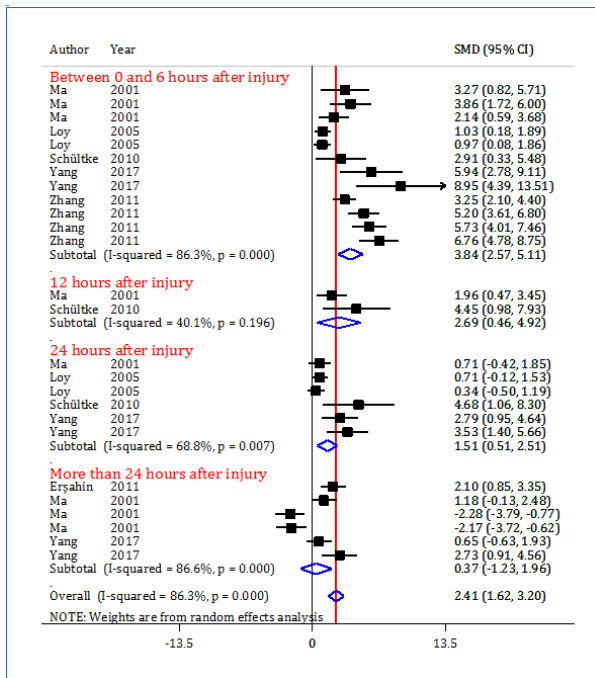 Author Year SMD (95% CI)
Between 0 and 6 hours after injury
Ma 2001 3.27 (0.82, 5.71)
Ma 2001 3.86 (1.72, 6.00)
Ma 2001 2.14 (0.59, 3.68)
Loy 2005 1.03 (0.18, 1.89)
Loy 2005 0.97 (0.08, 1.86)
Schültke 2010 2.91 (0.33, 5.48)
Yang 2017 5.94 (2.78, 9.11)
Yang 2017 8.95 (4.39, 13.51)
Zhang 2011 3.25 (2.10, 4.40)
Zhang 2011 5.20 (3.61, 6.80)
Zhang 2011 5.73 (4.01, 7.46)
Zhang 2011 6.76 (4.78, 8.75)
Subtotal (I-squared = 86.3%, p = 0.000) 3.84 (2.57, 5.11)
.
12 hours after injury
Ma 2001 1.96 (0.47, 3.45)
Schültke 2010 4.45 (0.98, 7.93)
Subtotal (I-squared = 40.1%, p = 0.196) 2.69 (0.46, 4.92)
.
24 hours after injury
Ma 2001 0.71 (-0.42, 1.85)
Loy 2005 0.71 (-0.12, 1.53)
Loy 2005 0.34 (-0.50, 1.19)
Schültke 2010 4.68 (1.06, 8.30)
Yang 2017 2.79 (0.95, 4.64)
Yang 2017 3.53 (1.40, 5.66)
Subtotal (I-squared = 68.8%, p = 0.007) 1.51 (0.51, 2.51)
.
More than 24 hours after injury
Erşahin 2011 2.10 (0.85, 3.35)
Ma 2001 1.18 (-0.13, 2.48)
Ma 2001 -2.28 (-3.79, -0.77)
Ma 2001 -2.17 (-3.72, -0.62)
Yang 2017 0.65 (-0.63, 1.93)
Yang 2017 2.73 (0.91, 4.56)
Subtotal (I-squared = 86.6%, p = 0.000) 0.37 (-1.23, 1.96)
.
Overall (I-squared = 86.3%, p = 0.000) 2.41 (1.62, 3.20)
NOTE: Weights are from random effects analysis
-13.5 0 13.5